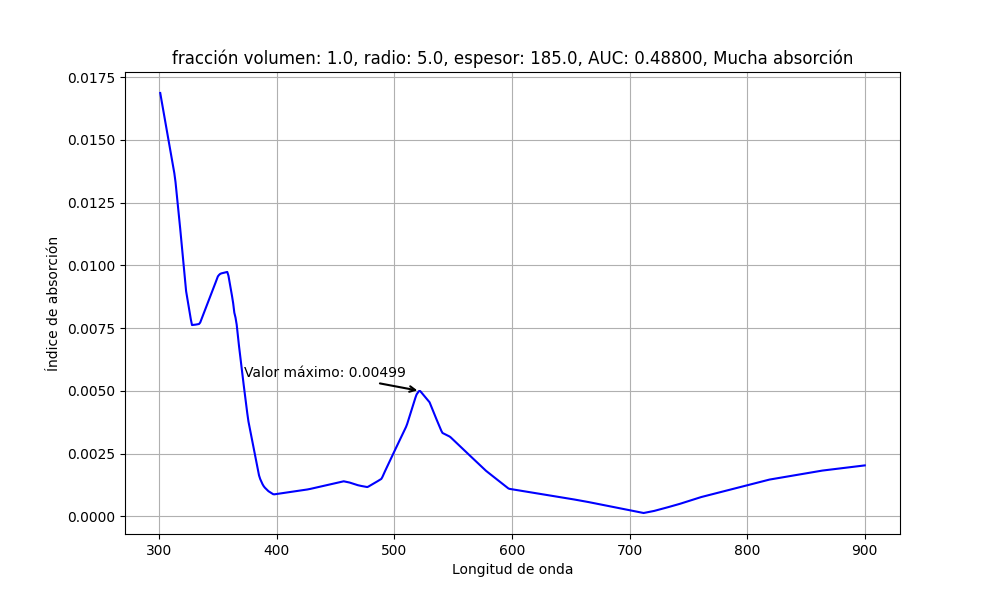 fracción volumen: 1.0, radio: 5.0, espesor: 185.0, AUC: 0.48800, Mucha absorción
0.0175
0.0150
0.0125
0.0100
0.0075
0.0050
0.0025
0.0000
Índice de absorción
Valor máximo: 0.00499
300 400 500 600 700 800 900
Longitud de onda